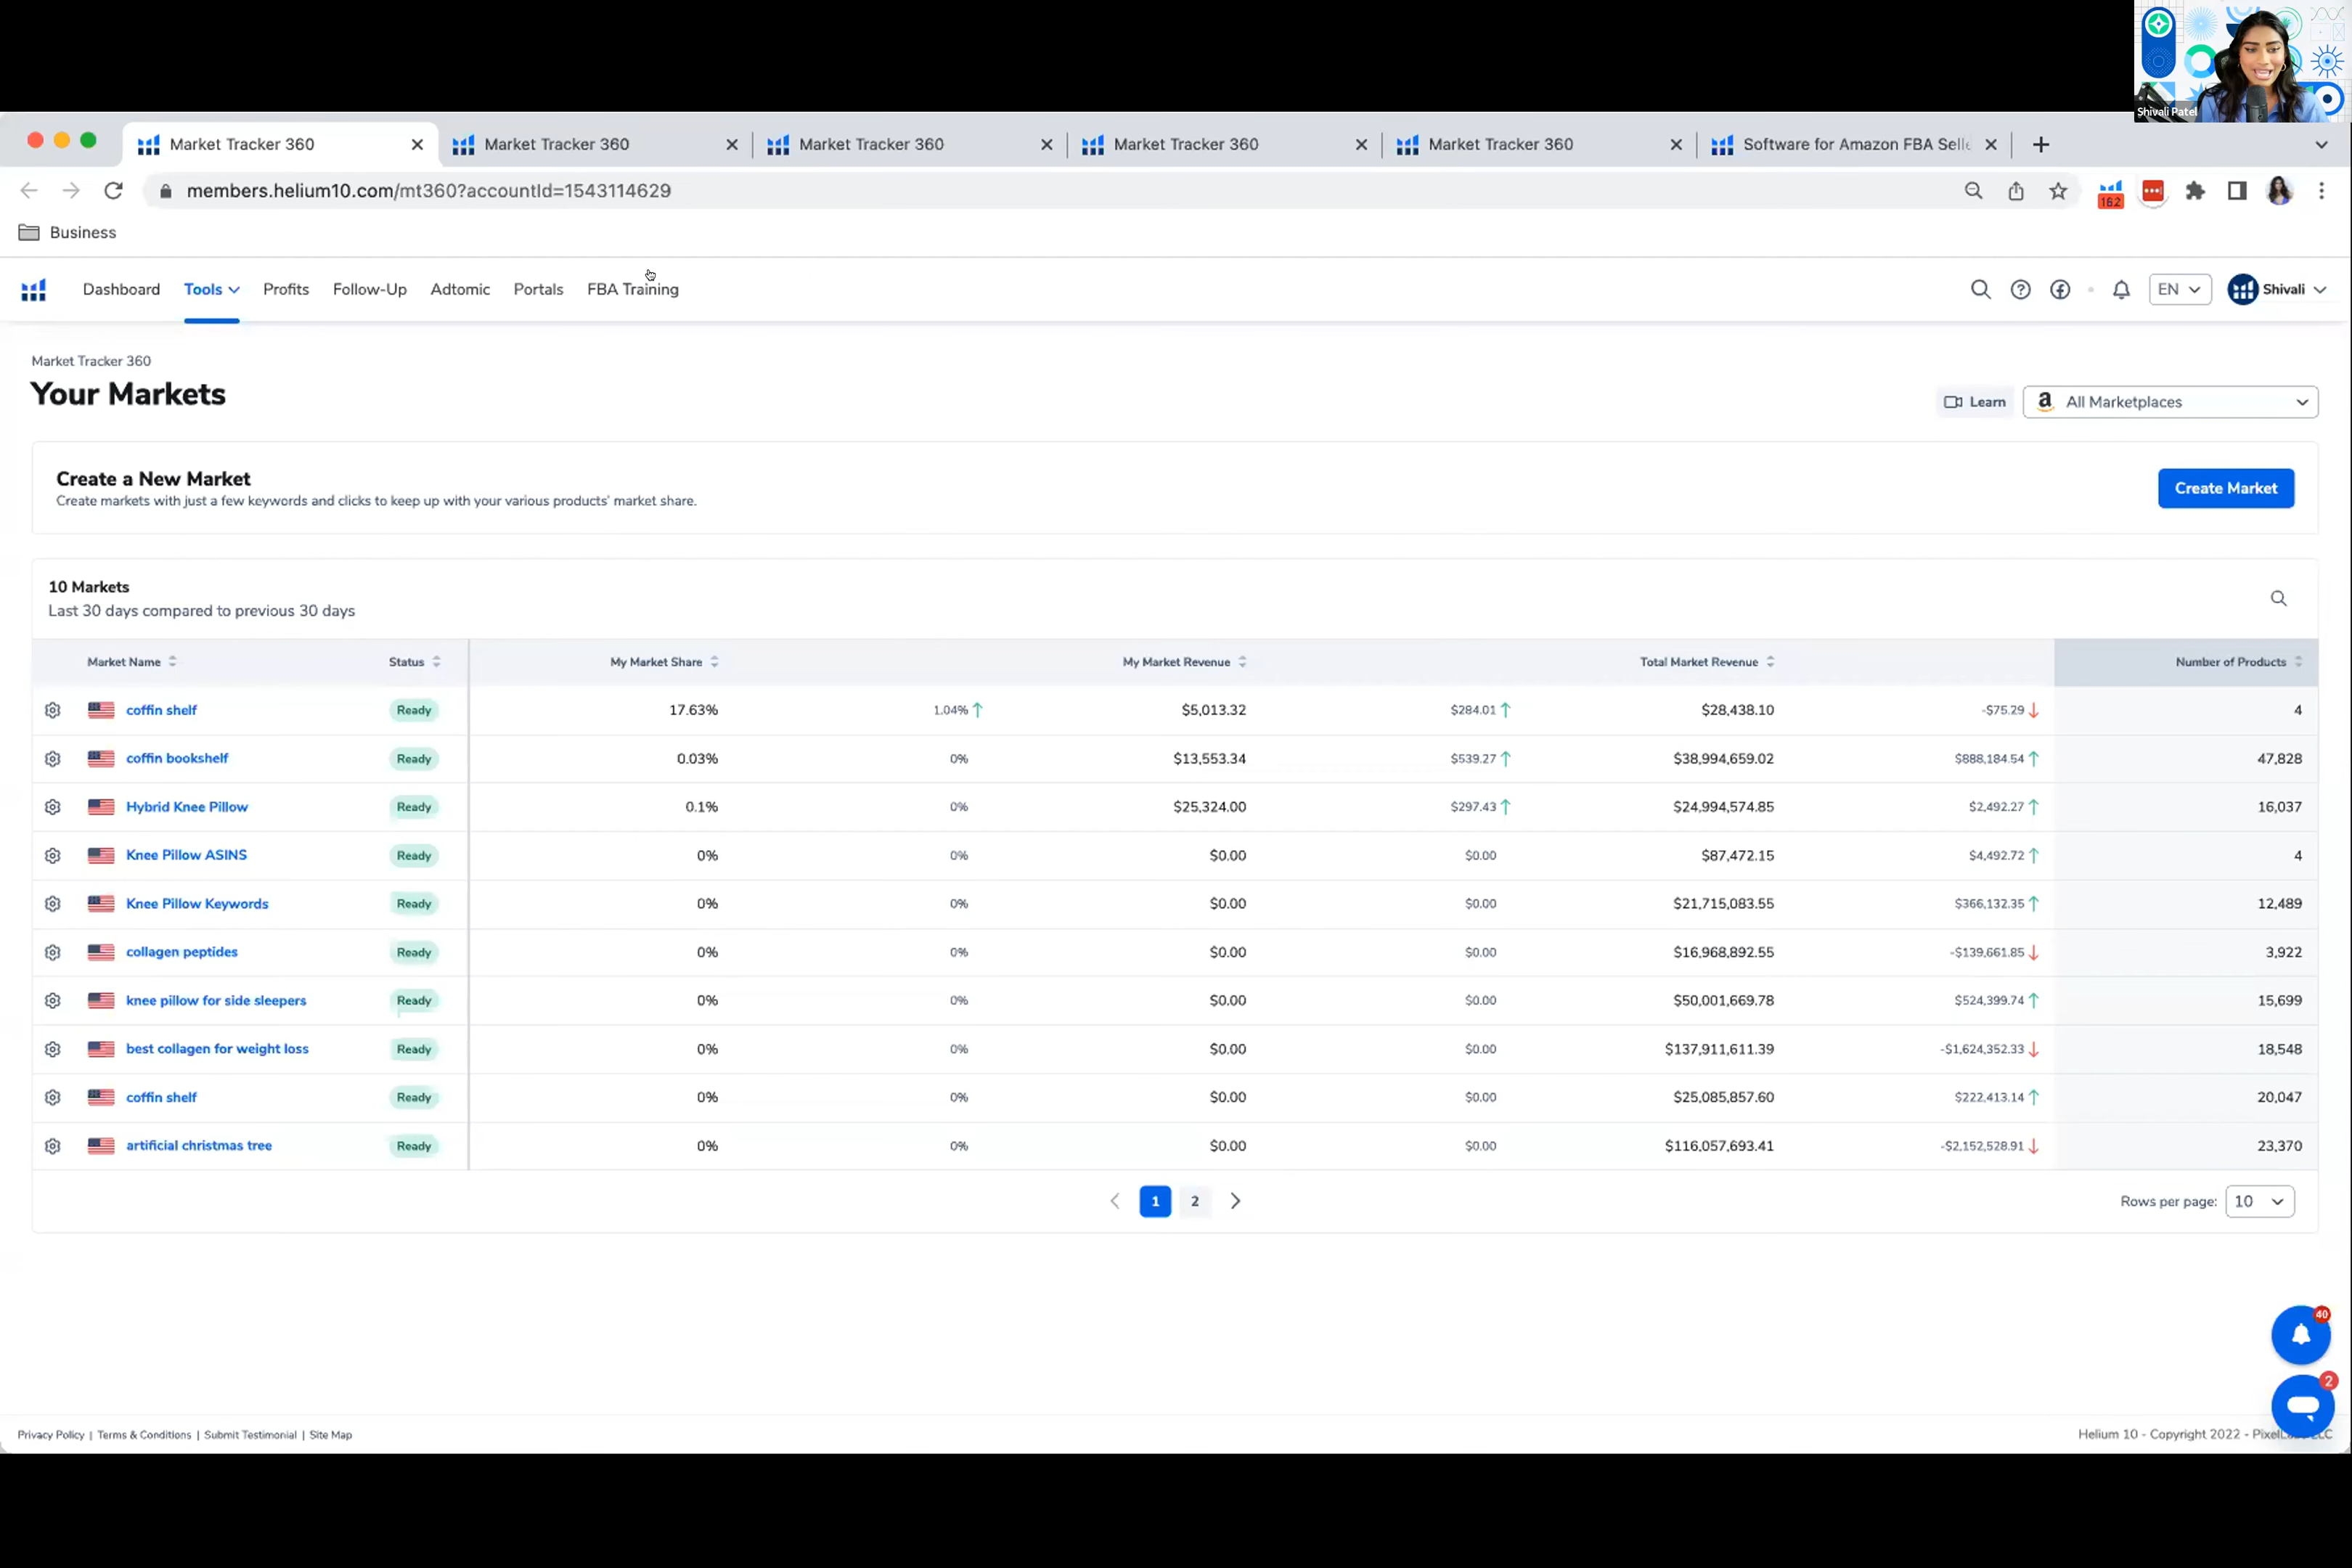 Shivali Patel
Market Tracker 360
Market Tracker 360
Market Tracker 360
Market Tracker 360
Market Tracker 360
Software for Amazon FBA Selle
members.helium10.com/mt360?accountId=1543114629
162
Business
Dashboard Tools Profits Follow-Up Adtomic Portals FBA Training
EN Shivali
Market Tracker 360
Your Markets
Learn
a All Marketplaces
Create a New Market
Create markets with just a few keywords and clicks to keep up with your various products' market share.
Create Market
10 Markets
Last 30 days compared to previous 30 days
Market Name Status My Market Share My Market Revenue Total Market Revenue Number of Products
coffin shelf Ready 17.63% 1.04% $5,013.32 $284.01 $28,438.10 -$75.29 4
coffin bookshelf Ready 0.03% 0% $13,553.34 $539.27 $38,994,659.02 $888,184.54 47,828
Hybrid Knee Pillow Ready 0.1% 0% $25,324.00 $297.43 $24,994,574.85 $2,492.27 16,037
Knee Pillow ASINS Ready 0% 0% $0.00 $0.00 $87,472.15 $4,492.72 4
Knee Pillow Keywords Ready 0% 0% $0.00 $0.00 $21,715,083.55 $366,132.35 12,489
collagen peptides Ready 0% 0% $0.00 $0.00 $16,968,892.55 -$139,661.85 3,922
knee pillow for side sleepers Ready 0% 0% $0.00 $0.00 $50,001,669.78 $524,399.74 15,699
best collagen for weight loss Ready 0% 0% $0.00 $0.00 $137,911,611.39 -$1,624,352.33 18,548
coffin shelf Ready 0% 0% $0.00 $0.00 $25,085,857.60 $222,413.14 20,047
artificial christmas tree Ready 0% 0% $0.00 $0.00 $116,057,693.41 -$2,152,528.91 23,370
1 2
Rows per page: 10
40
2
Privacy Policy | Terms & Conditions | Submit Testimonial | Site Map
Helium 10 - Copyright 2022 -